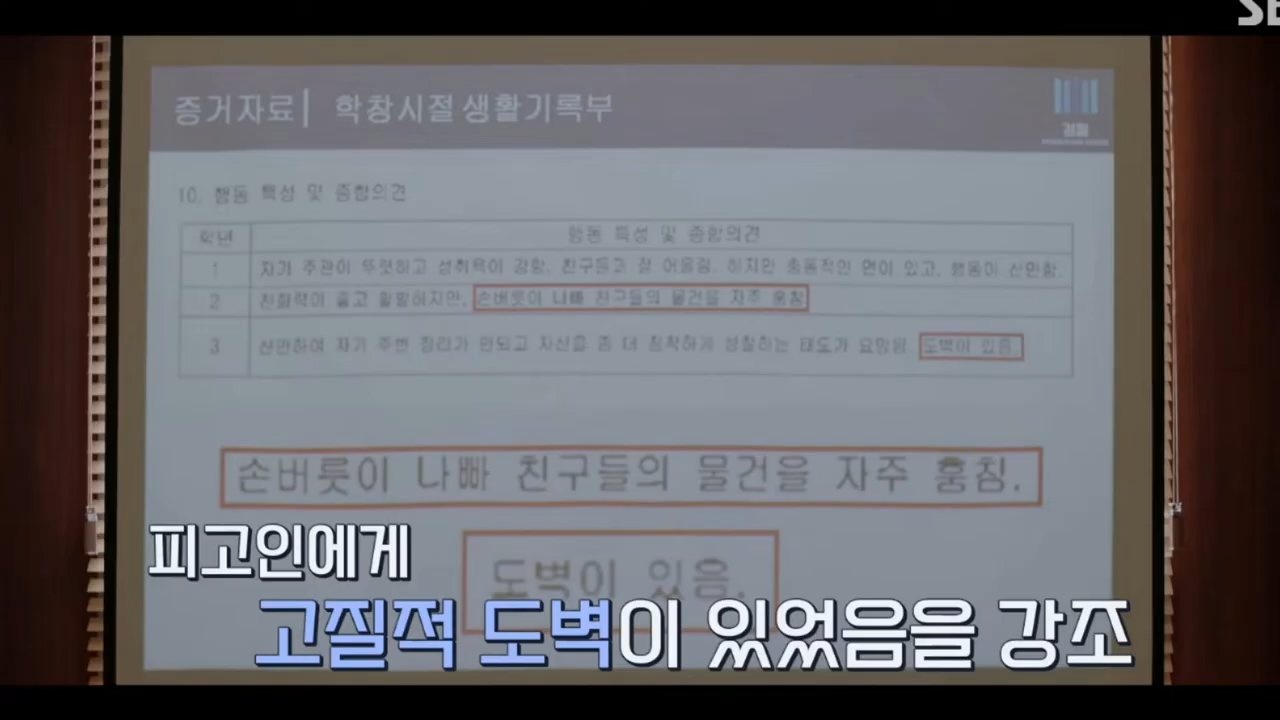 SB
증거자료| 학창시절 생활기록부
검찰
10. 행동 특성 및 종합의견
학년 행동 특성 및 종합의견
1 자기 주관이 뚜렷하고 성취욕이 강함. 친구들과 잘 어울림. 하지만 충동적인 면이 있고, 행동이 산만함.
2 친화력이 좋고 활발하지만, 손버릇이 나빠 친구들의 물건을 자주 훔침
3 산만하여 자기 주변 정리가 안되고 자신을 좀 더 침착하게 성찰하는 태도가 요망됨. 도벽이 있음.
손버릇이 나빠 친구들의 물건을 자주 훔침.
도벽이 있음.
피고인에게
고질적 도벽이 있었음을 강조